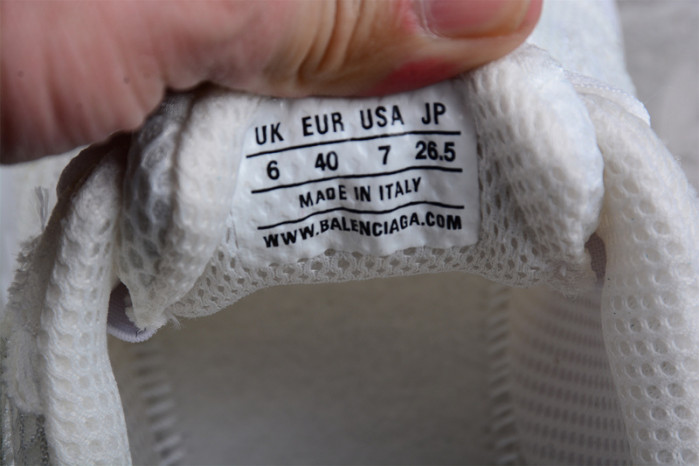 UK EUR USA JP
6 40 7 26.5
MADE IN ITALY
WWW.BALENCIAGA.COM